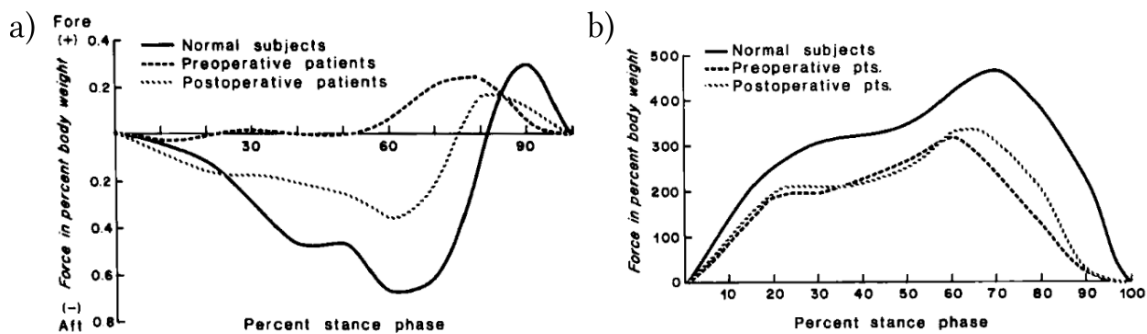 a)
Fore
(+)
0.4
0.2
0
0.2
0.4
0.6
0.8
(-)
Aft
Force in percent body weight
Normal subjects
Preoperative patients
Postoperative patients
30
60
90
Percent stance phase
b)
500
400
300
200
100
0
Force in percent body weight
Normal subjects
Preoperative pts.
Postoperative pts.
10 20 30 40 50 60 70 80 90 100
Percent stance phase